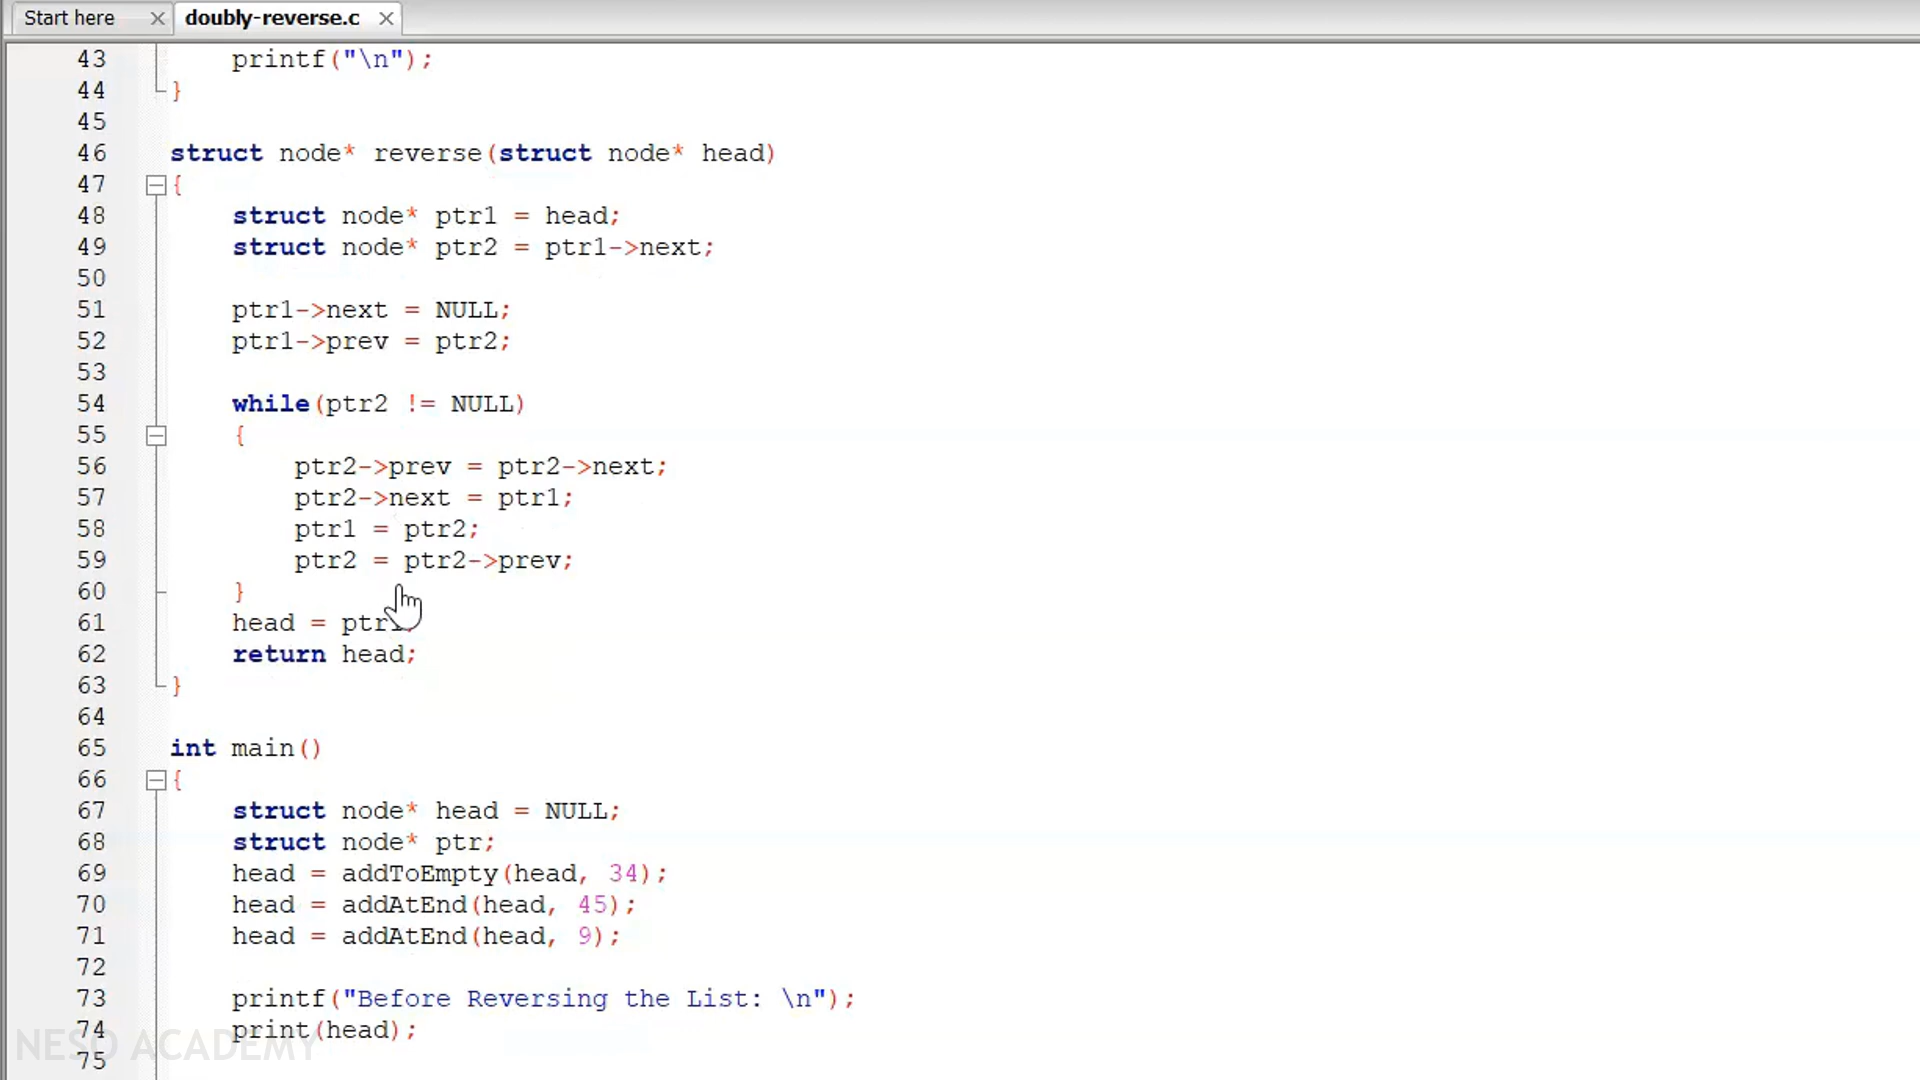 Start here
doubly-reverse.c
43 printf("\n");
44 }
45
46 struct node* reverse(struct node* head)
47 {
48 struct node* ptr1 = head;
49 struct node* ptr2 = ptr1->next;
50
51 ptr1->next = NULL;
52 ptr1->prev = ptr2;
53
54 while(ptr2 != NULL)
55 {
56 ptr2->prev = ptr2->next;
57 ptr2->next = ptr1;
58 ptr1 = ptr2;
59 ptr2 = ptr2->prev;
60 }
61 head = ptr1;
62 return head;
63 }
64
65 int main()
66 {
67 struct node* head = NULL;
68 struct node* ptr;
69 head = addToEmpty(head, 34);
70 head = addAtEnd(head, 45);
71 head = addAtEnd(head, 9);
72
73 printf("Before Reversing the List: \n");
74 print(head);
75
NESO ACADEMY